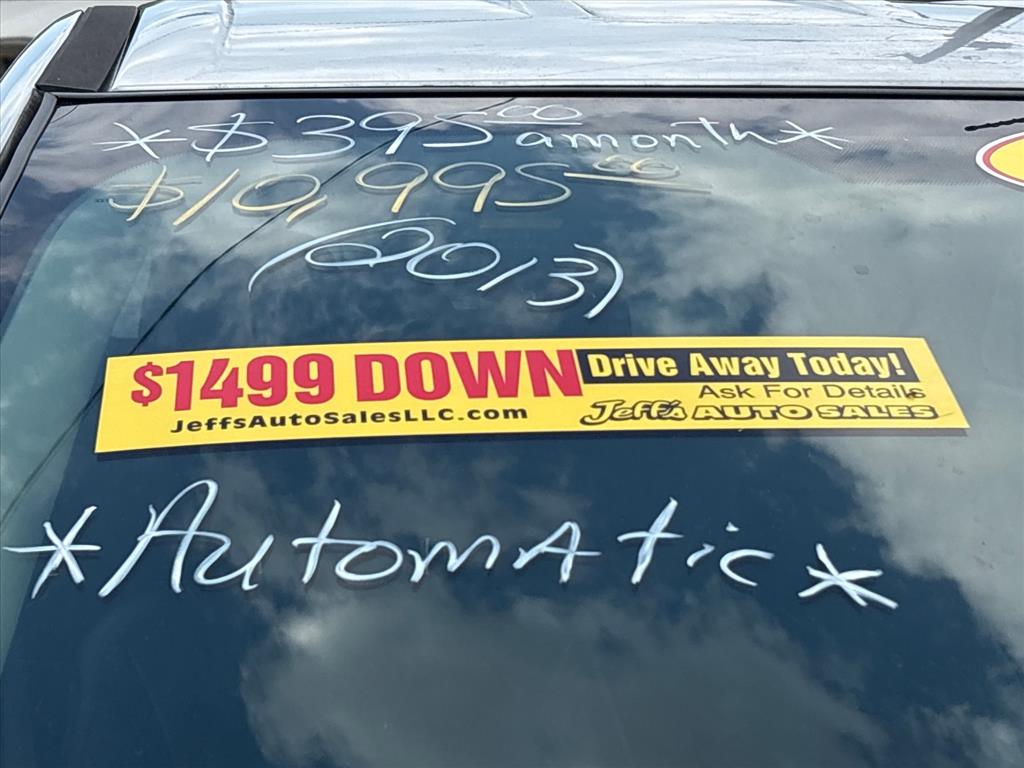 *$395.00 a month*
$10,995.00
(2013)
$1499 DOWN Drive Away Today!
Ask For Details
JeffsAutoSalesLLC.com Jeff's AUTO SALES
*Automatic*